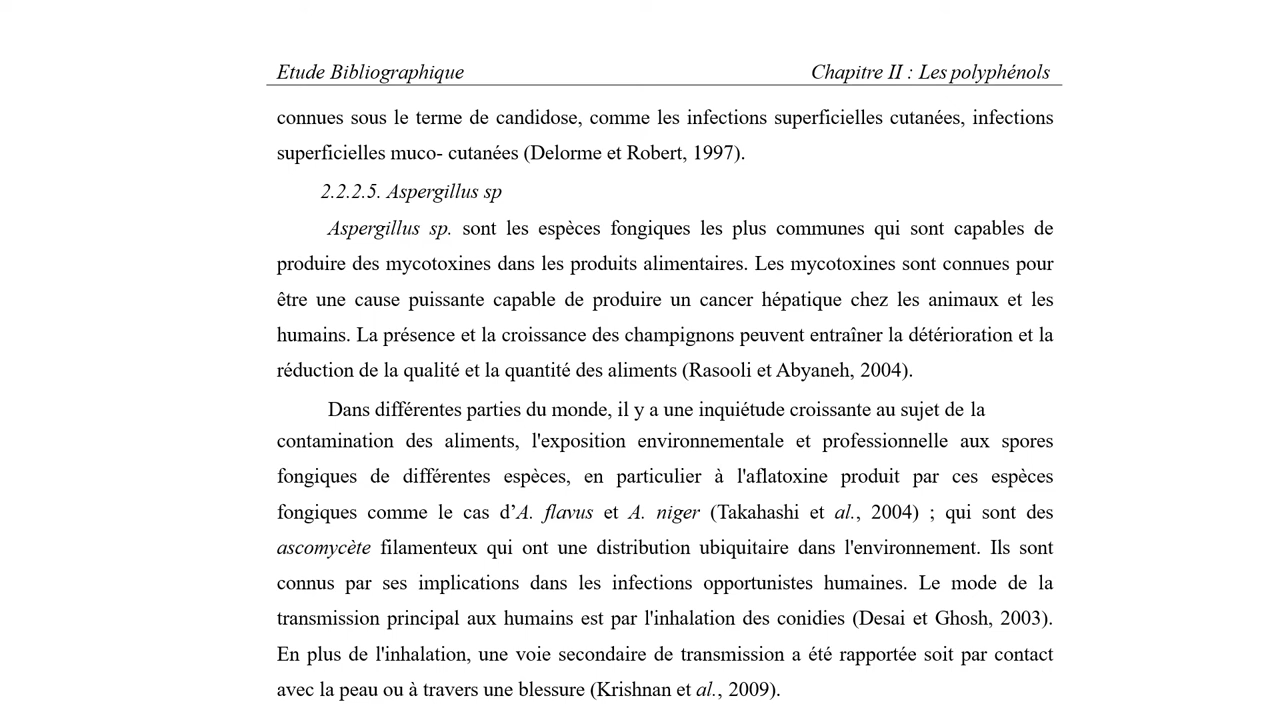 Etude Bibliographique Chapitre II : Les polyphénols
connues sous le terme de candidose, comme les infections superficielles cutanées, infections
superficielles muco- cutanées (Delorme et Robert, 1997).
2.2.2.5. Aspergillus sp
Aspergillus sp. sont les espèces fongiques les plus communes qui sont capables de
produire des mycotoxines dans les produits alimentaires. Les mycotoxines sont connues pour
être une cause puissante capable de produire un cancer hépatique chez les animaux et les
humains. La présence et la croissance des champignons peuvent entraîner la détérioration et la
réduction de la qualité et la quantité des aliments (Rasooli et Abyaneh, 2004).
Dans différentes parties du monde, il y a une inquiétude croissante au sujet de la
contamination des aliments, l'exposition environnementale et professionnelle aux spores
fongiques de différentes espèces, en particulier à l'aflatoxine produit par ces espèces
fongiques comme le cas d’A. flavus et A. niger (Takahashi et al., 2004) ; qui sont des
ascomycète filamenteux qui ont une distribution ubiquitaire dans l'environnement. Ils sont
connus par ses implications dans les infections opportunistes humaines. Le mode de la
transmission principal aux humains est par l'inhalation des conidies (Desai et Ghosh, 2003).
En plus de l'inhalation, une voie secondaire de transmission a été rapportée soit par contact
avec la peau ou à travers une blessure (Krishnan et al., 2009).